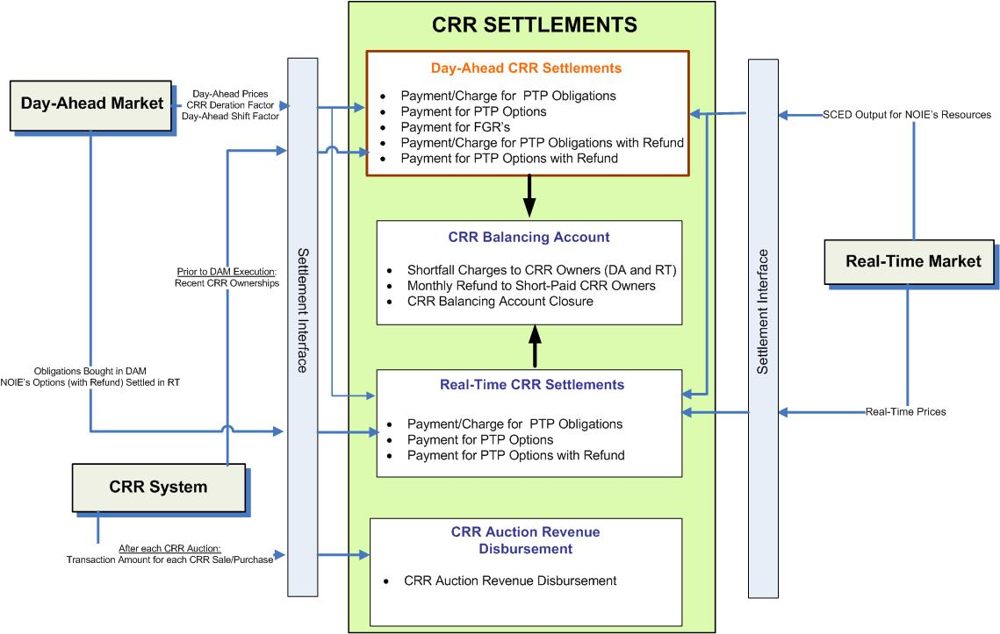 CRR SETTLEMENTS
Day-Ahead CRR Settlements
• Payment/Charge for PTP Obligations
• Payment for PTP Options
• Payment for FGR's
• Payment/Charge for PTP Obligations with Refund
• Payment for PTP Options with Refund
Day-Ahead Market
Day-Ahead Prices
CRR Deration Factor
Day-Ahead Shift Factor
SCED Output for NOIE's Resources
CRR Balancing Account
• Shortfall Charges to CRR Owners (DA and RT)
• Monthly Refund to Short-Paid CRR Owners
• CRR Balancing Account Closure
Prior to DAM Execution:
Recent CRR Ownerships
Settlement Interface
Settlement Interface
Real-Time Market
Obligations Bought in DAM
NOIE's Options (with Refund) Settled in RT
Real-Time CRR Settlements
• Payment/Charge for PTP Obligations
• Payment for PTP Options
• Payment for PTP Options with Refund
Real-Time Prices
CRR System
After each CRR Auction:
Transaction Amount for each CRR Sale/Purchase
CRR Auction Revenue
Disbursement
• CRR Auction Revenue Disbursement